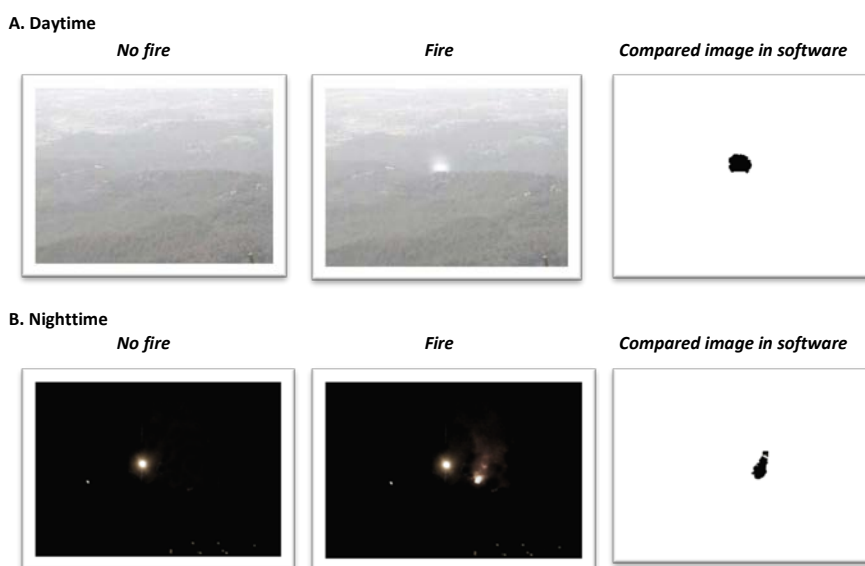 A. Daytime
No fire Fire Compared image in software
B. Nighttime
No fire Fire Compared image in software